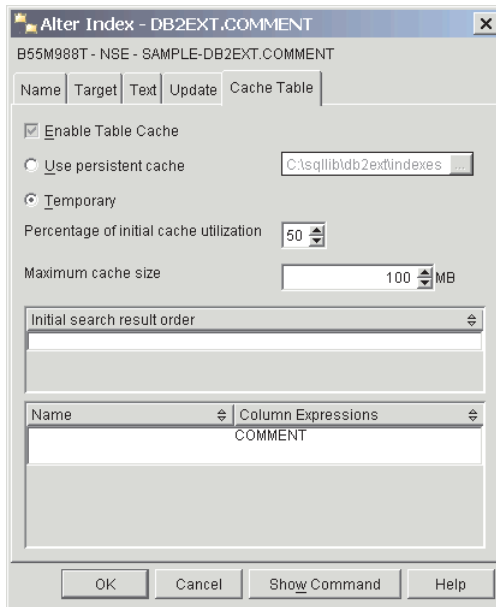 Alter Index - DB2EXT.COMMENT
B55M988T - NSE - SAMPLE-DB2EXT.COMMENT
Name Target Text Update Cache Table
Enable Table Cache
Use persistent cache C:\sqllib\db2ext\indexes ...
Temporary
Percentage of initial cache utilization 50
Maximum cache size 100 MB
Initial search result order
Name Column Expressions
COMMENT
OK Cancel Show Command Help